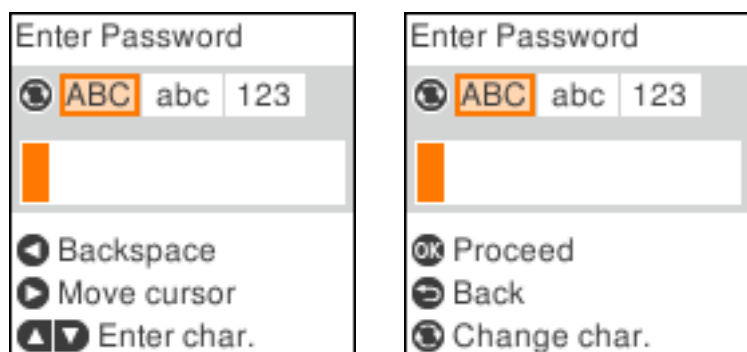 Enter Password
ABC abc 123
Backspace
Move cursor
Enter char.
Enter Password
ABC abc 123
OK Proceed
Back
Change char.